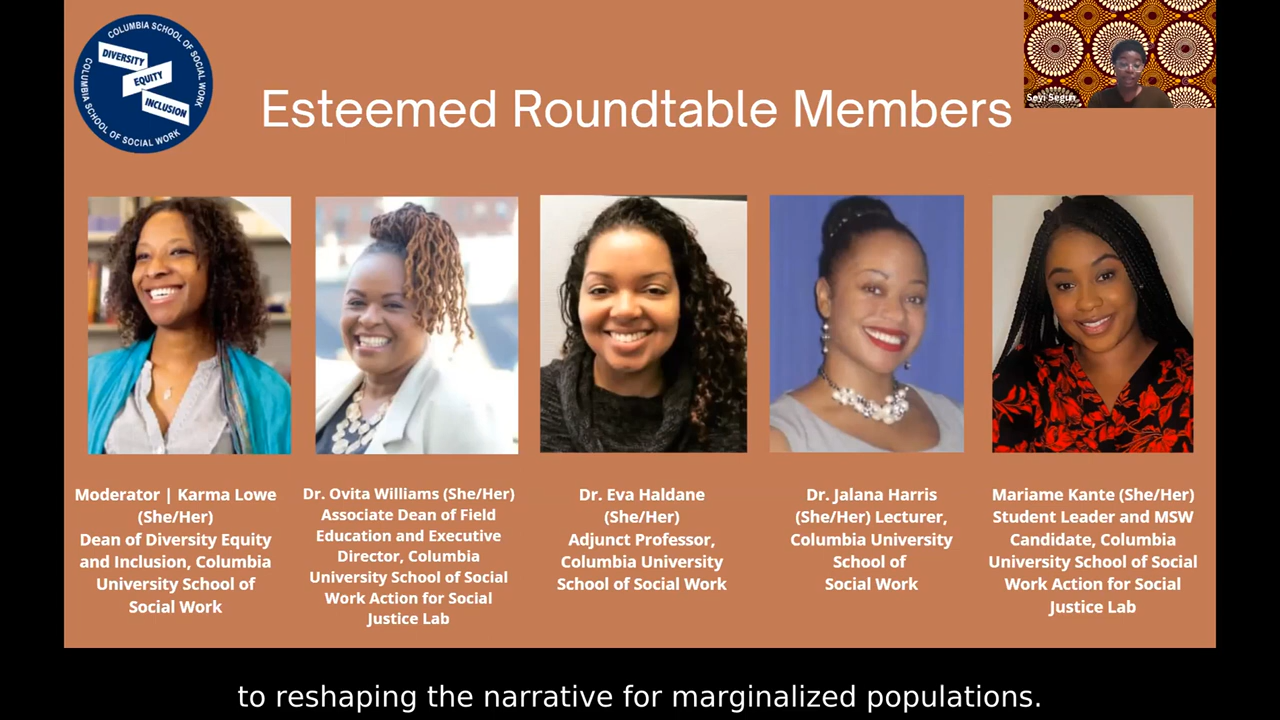 COLUMBIA SCHOOL OF SOCIAL WORK
DIVERSITY
EQUITY
INCLUSION
COLUMBIA SCHOOL OF SOCIAL WORK
Esteemed Roundtable Members
Seyi Segun
Moderator | Karma Lowe
(She/Her)
Dean of Diversity Equity
and Inclusion, Columbia
University School of
Social Work
Dr. Ovita Williams (She/Her)
Associate Dean of Field
Education and Executive
Director, Columbia
University School of Social
Work Action for Social
Justice Lab
Dr. Eva Haldane
(She/Her)
Adjunct Professor,
Columbia University
School of Social Work
Dr. Jalana Harris
(She/Her) Lecturer,
Columbia University
School of
Social Work
Mariame Kante (She/Her)
Student Leader and MSW
Candidate, Columbia
University School of Social
Work Action for Social
Justice Lab
to reshaping the narrative for marginalized populations.